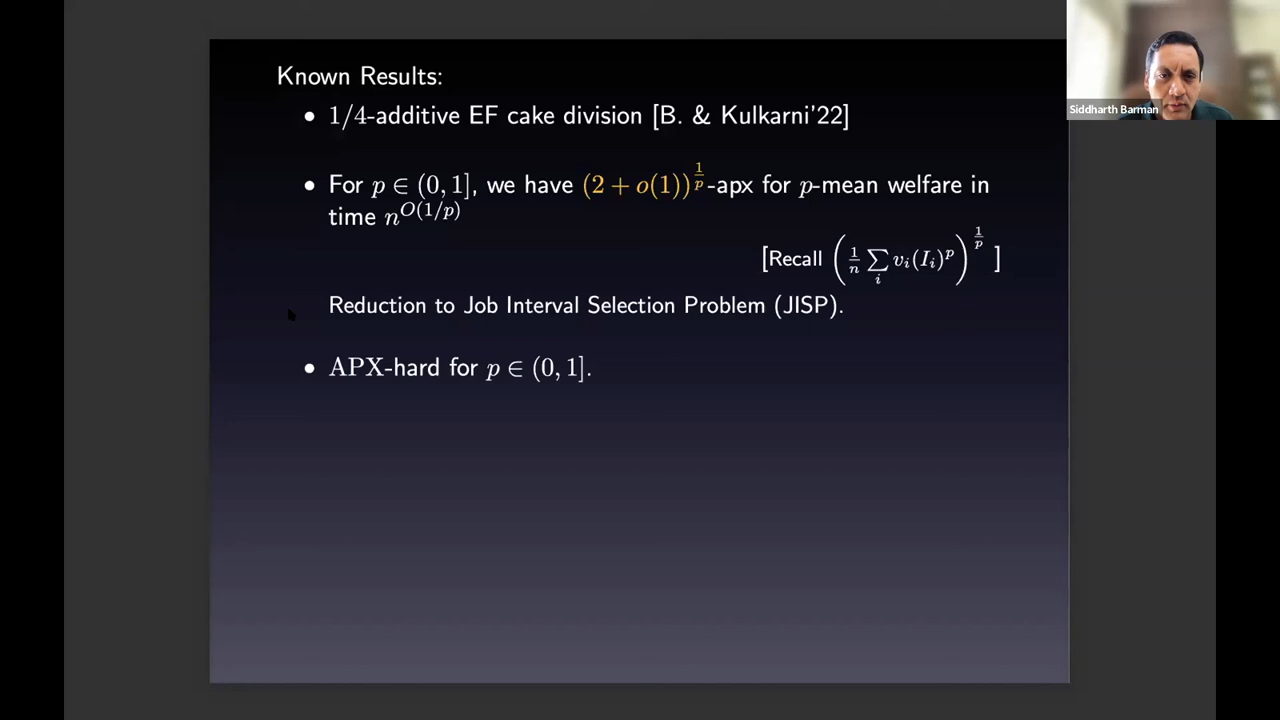 Known Results:
• 1/4-additive EF cake division [B. & Kulkarni'22]
• For p ∈ (0, 1], we have (2 + o(1))^{1/p}-apx for p-mean welfare in
time n^{O(1/p)}
[Recall (1/n ∑_i v_i(I_i)^p)^{1/p} ]
Reduction to Job Interval Selection Problem (JISP).
• APX-hard for p ∈ (0, 1].
Siddharth Barman